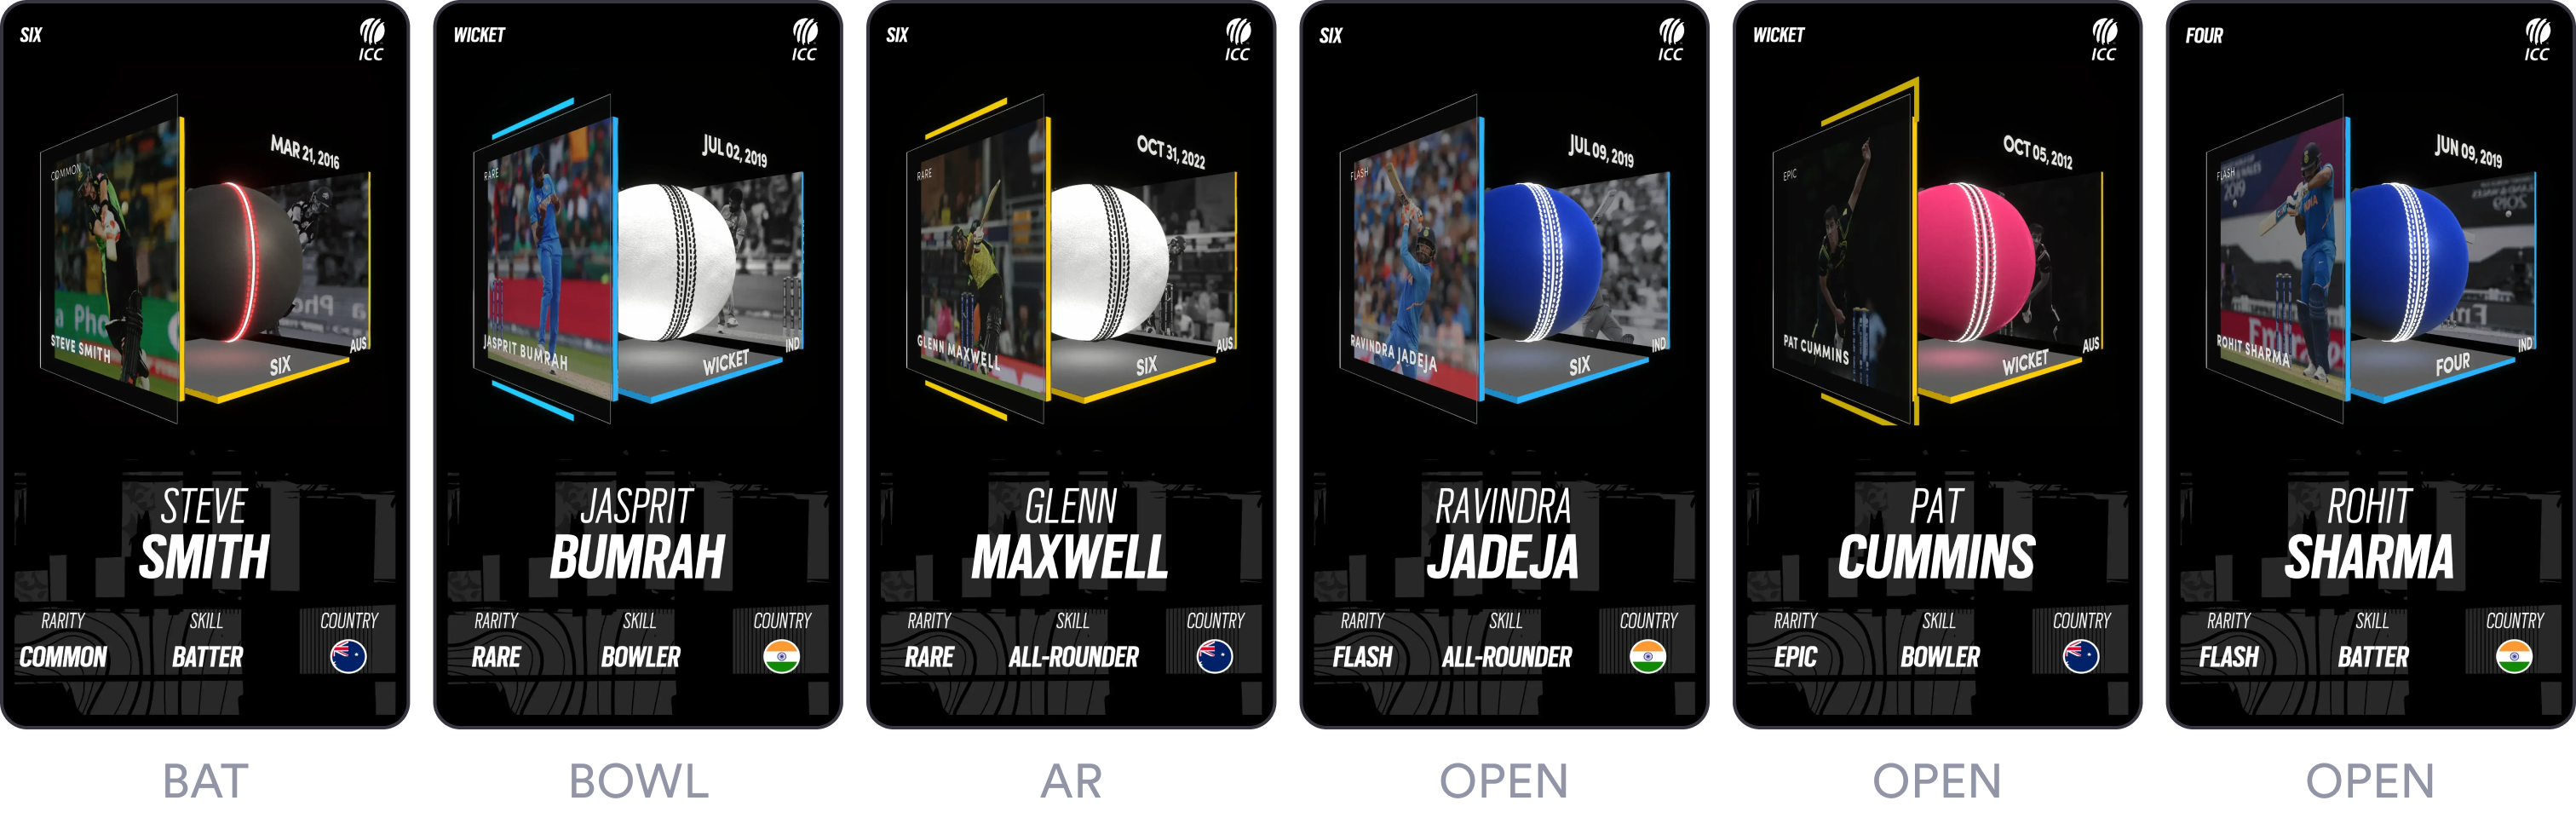 SIX
ICC
MAR 21, 2016
COMMON
STEVE SMITH
a Pho
AUS
SIX
STEVE
SMITH
RARITY
SKILL
COUNTRY
COMMON
BATTER
BAT
WICKET
ICC
JUL 02, 2019
RARE
JASPRIT BUMRAH
IND
WICKET
JASPRIT
BUMRAH
RARITY
SKILL
COUNTRY
RARE
BOWLER
BOWL
SIX
ICC
OCT 31, 2022
RARE
GLENN MAXWELL
AUS
SIX
GLENN
MAXWELL
RARITY
SKILL
COUNTRY
RARE
ALL-ROUNDER
AR
SIX
ICC
JUL 09, 2019
FLASH
RAVINDRA JADEJA
IND
SIX
RAVINDRA
JADEJA
RARITY
SKILL
COUNTRY
FLASH
ALL-ROUNDER
OPEN
WICKET
ICC
OCT 05, 2012
EPIC
PAT CUMMINS
AUS
WICKET
PAT
CUMMINS
RARITY
SKILL
COUNTRY
EPIC
BOWLER
OPEN
FOUR
ICC
JUN 09, 2019
FLASH
2019
INDIA
ROHIT SHARMA
IND
FOUR
ROHIT
SHARMA
RARITY
SKILL
COUNTRY
FLASH
BATTER
OPEN